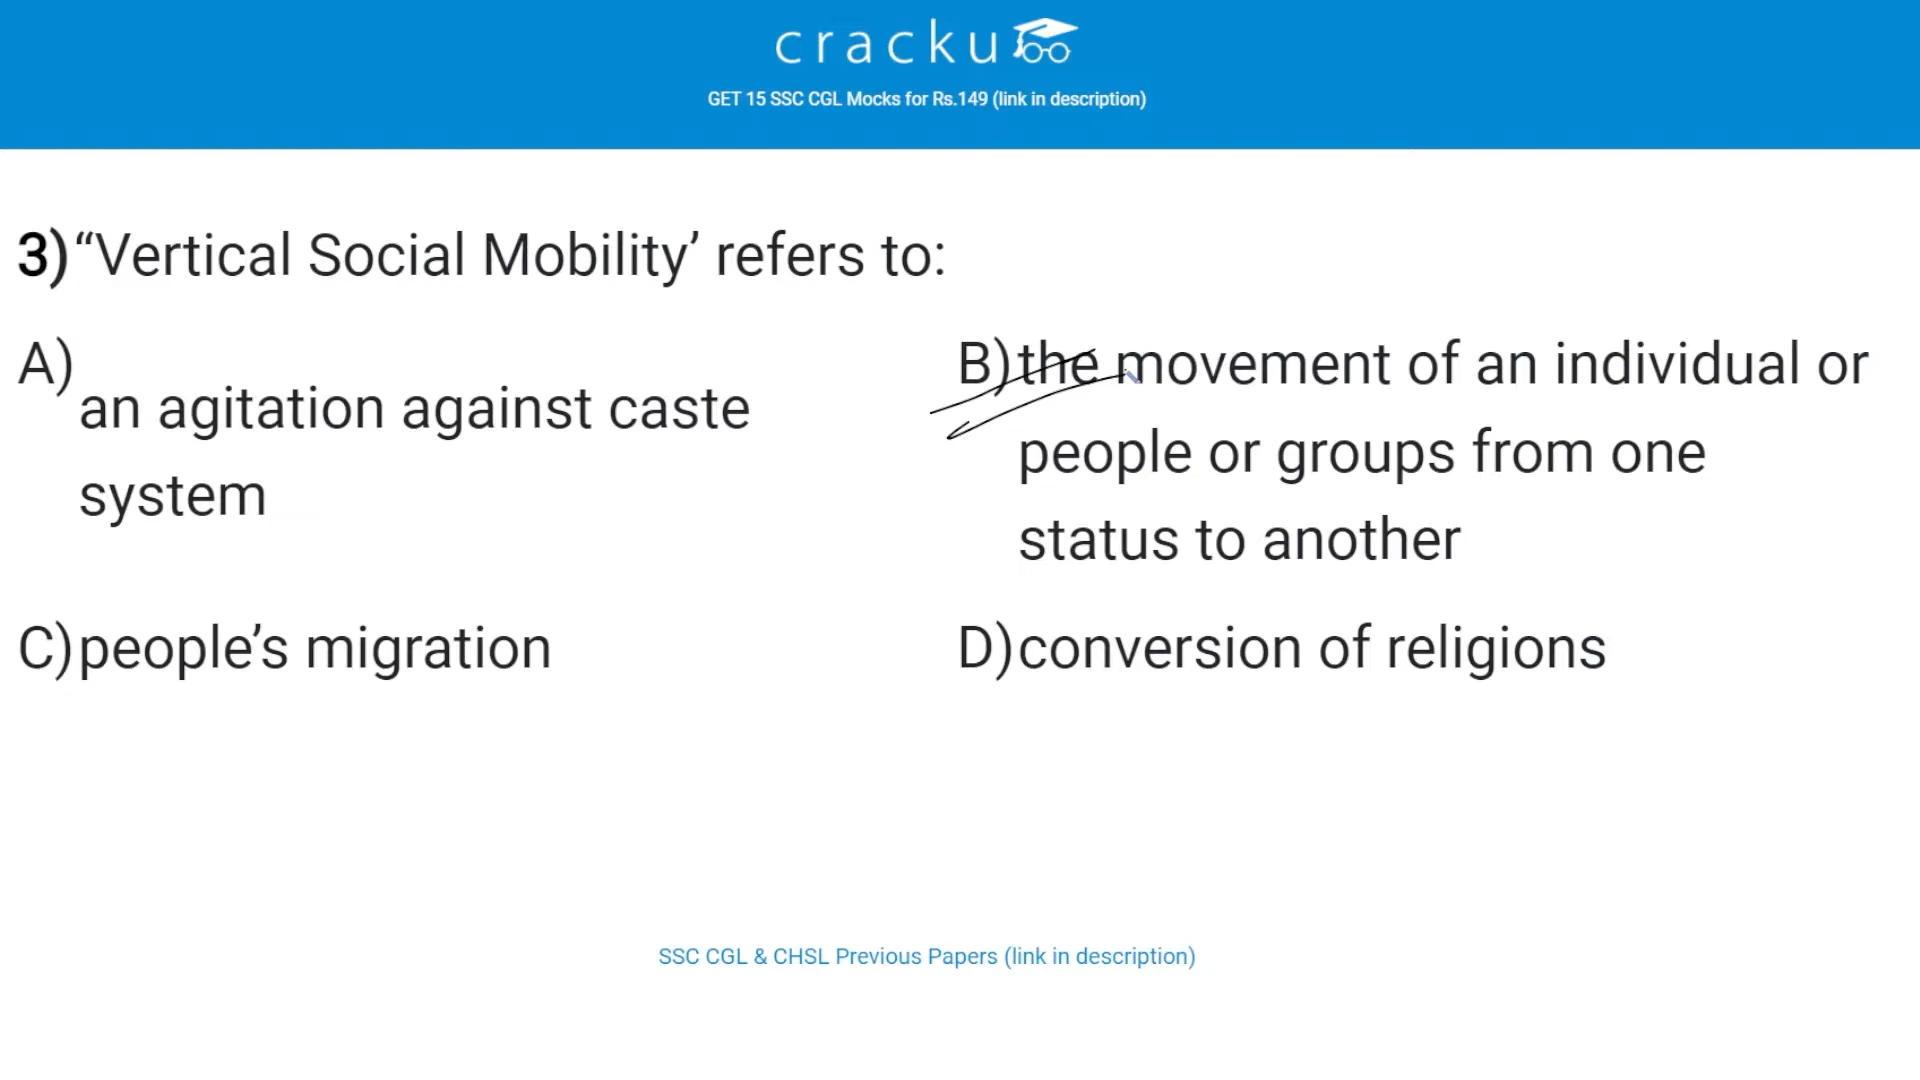 cracku
GET 15 SSC CGL Mocks for Rs.149 (link in description)
3) “Vertical Social Mobility’ refers to:
A)
an agitation against caste
system
B) the movement of an individual or
people or groups from one
status to another
C) people’s migration
D) conversion of religions
SSC CGL & CHSL Previous Papers (link in description)